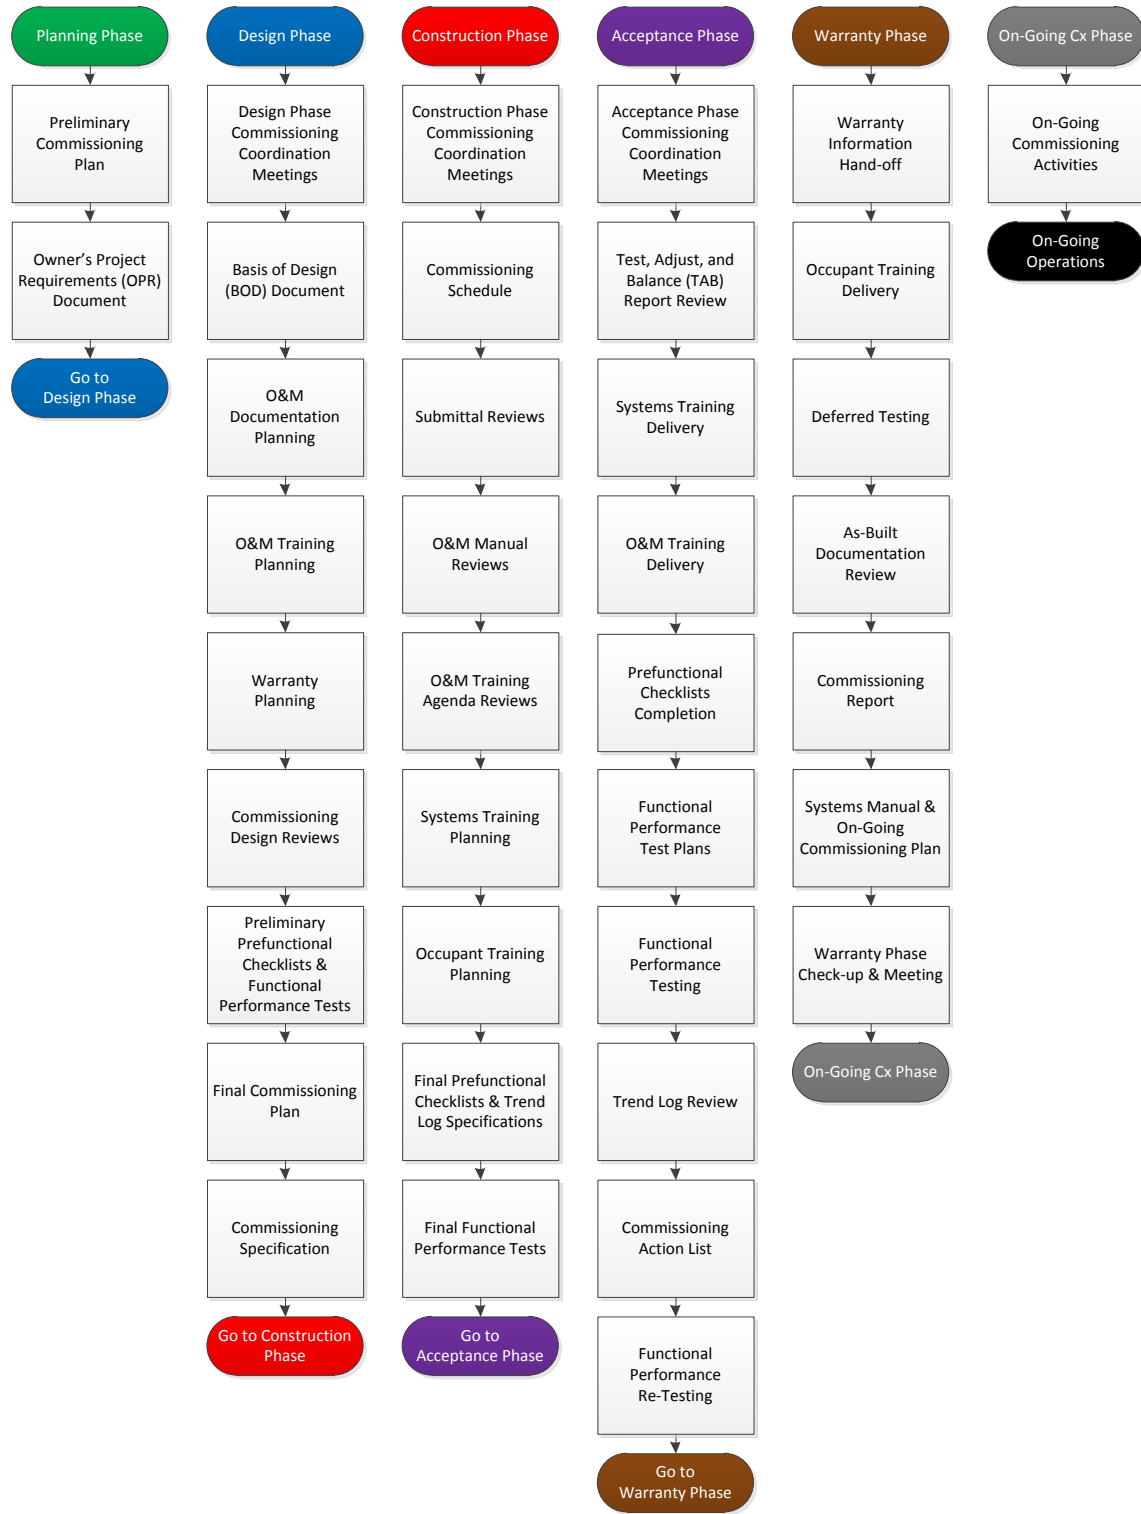 Planning Phase
Preliminary
Commissioning
Plan
Owner’s Project
Requirements (OPR)
Document
Go to
Design Phase
Design Phase
Design Phase
Commissioning
Coordination
Meetings
Basis of Design
(BOD) Document
O&M
Documentation
Planning
O&M Training
Planning
Warranty
Planning
Commissioning
Design Reviews
Preliminary
Prefunctional
Checklists &
Functional
Performance Tests
Final Commissioning
Plan
Commissioning
Specification
Go to Construction
Phase
Construction Phase
Construction Phase
Commissioning
Coordination
Meetings
Commissioning
Schedule
Submittal Reviews
O&M Manual
Reviews
O&M Training
Agenda Reviews
Systems Training
Planning
Occupant Training
Planning
Final Prefunctional
Checklists & Trend
Log Specifications
Final Functional
Performance Tests
Go to
Acceptance Phase
Acceptance Phase
Acceptance Phase
Commissioning
Coordination
Meetings
Test, Adjust, and
Balance (TAB)
Report Review
Systems Training
Delivery
O&M Training
Delivery
Prefunctional
Checklists
Completion
Functional
Performance
Test Plans
Functional
Performance
Testing
Trend Log Review
Commissioning
Action List
Functional
Performance
Re-Testing
Go to
Warranty Phase
Warranty Phase
Warranty
Information
Hand-off
Occupant Training
Delivery
Deferred Testing
As-Built
Documentation
Review
Commissioning
Report
Systems Manual &
On-Going
Commissioning Plan
Warranty Phase
Check-up & Meeting
On-Going Cx Phase
On-Going Cx Phase
On-Going
Commissioning
Activities
On-Going
Operations